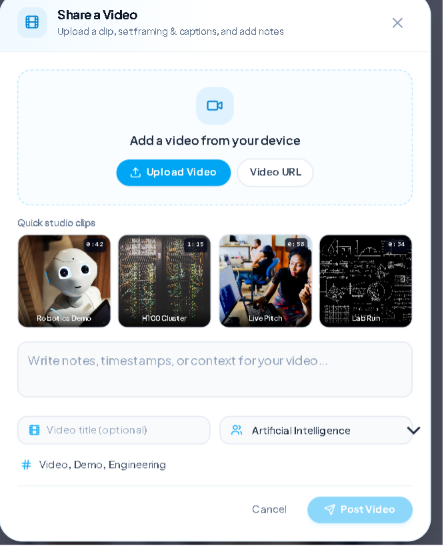 Share a Video
Upload a clip, set framing & captions, and add notes
Add a video from your device
Upload Video
Video URL
Quick studio clips
0:42
1:15
0:58
0:34
Robotics Demo
H100 Cluster
Live Pitch
Lab Run
Write notes, timestamps, or context for your video...
Video title (optional)
Artificial Intelligence
# Video, Demo, Engineering
Cancel
Post Video